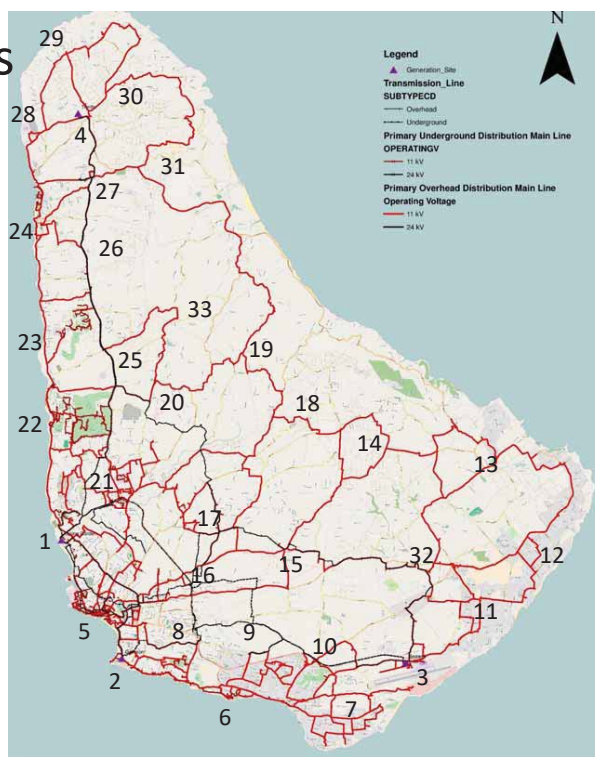 s
N
29
Legend
Generation_Site
Transmission_Line
SUBTYPECD
Overhead
Underground
Primary Underground Distribution Main Line
OPERATINGV
11 kV
24 kV
Primary Overhead Distribution Main Line
Operating Voltage
11 kV
24 kV
30
28
4
31
27
24
26
33
23
25
19
20
18
22
14
13
21
17
1
15
32
12
16
11
5
8
9
10
2
3
7
6